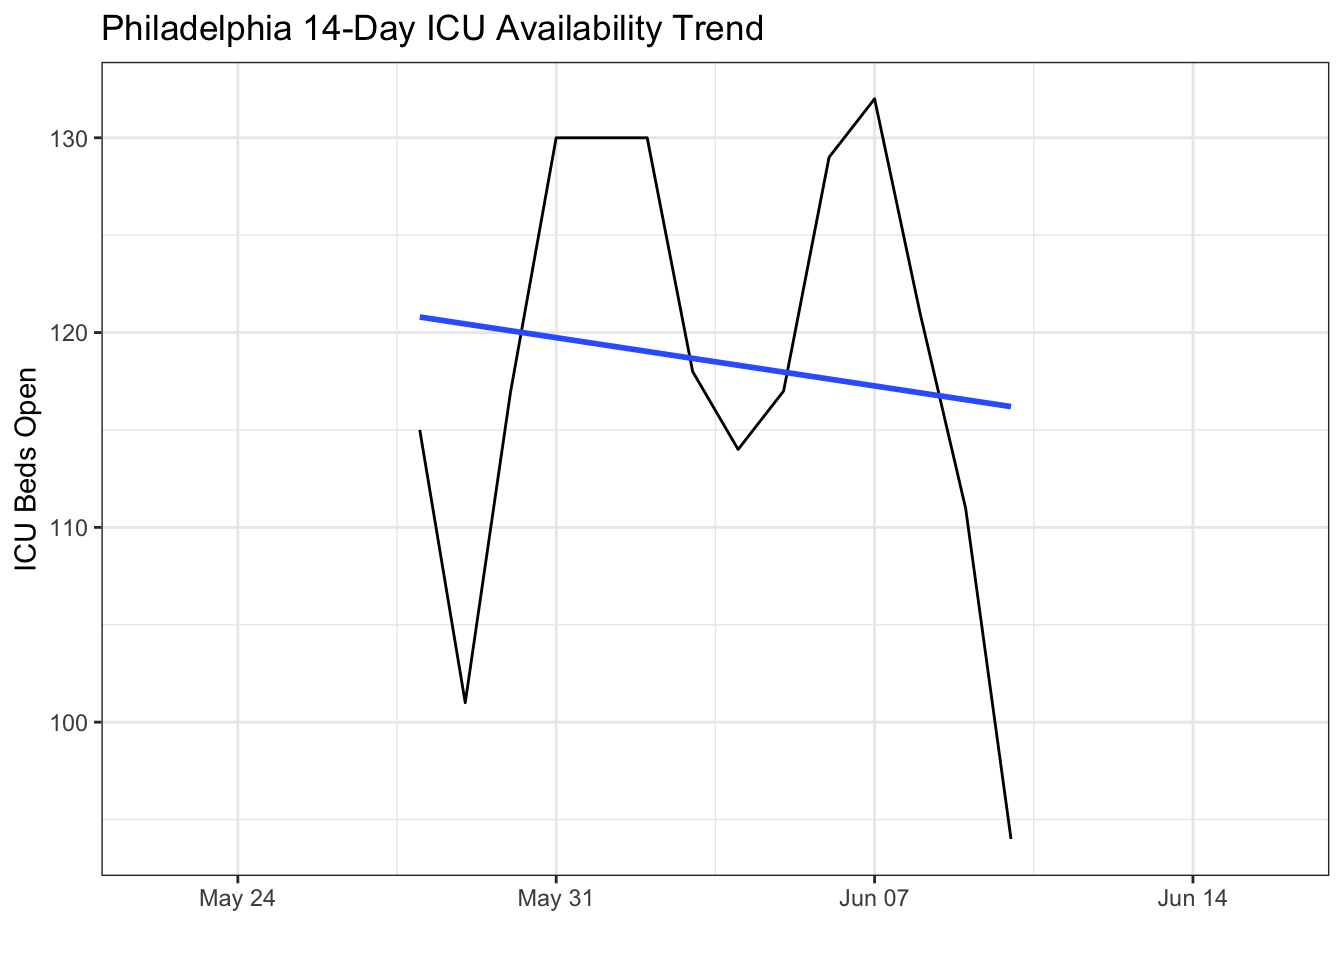 Philadelphia 14-Day ICU Availability Trend
ICU Beds Open
130
120
110
100
May 24
May 31
Jun 07
Jun 14